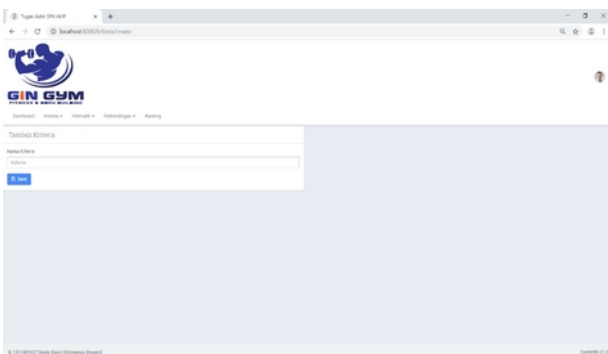 Tugas Akhir SPK-AHP
localhost:8000/kriteria/create
GIN GYM
FITNESS & BODY BUILDING
Dashboard Kriteria Alternatif Perbandingan Ranking
Tambah Kriteria
Nama Kriteria
kriteria
Save